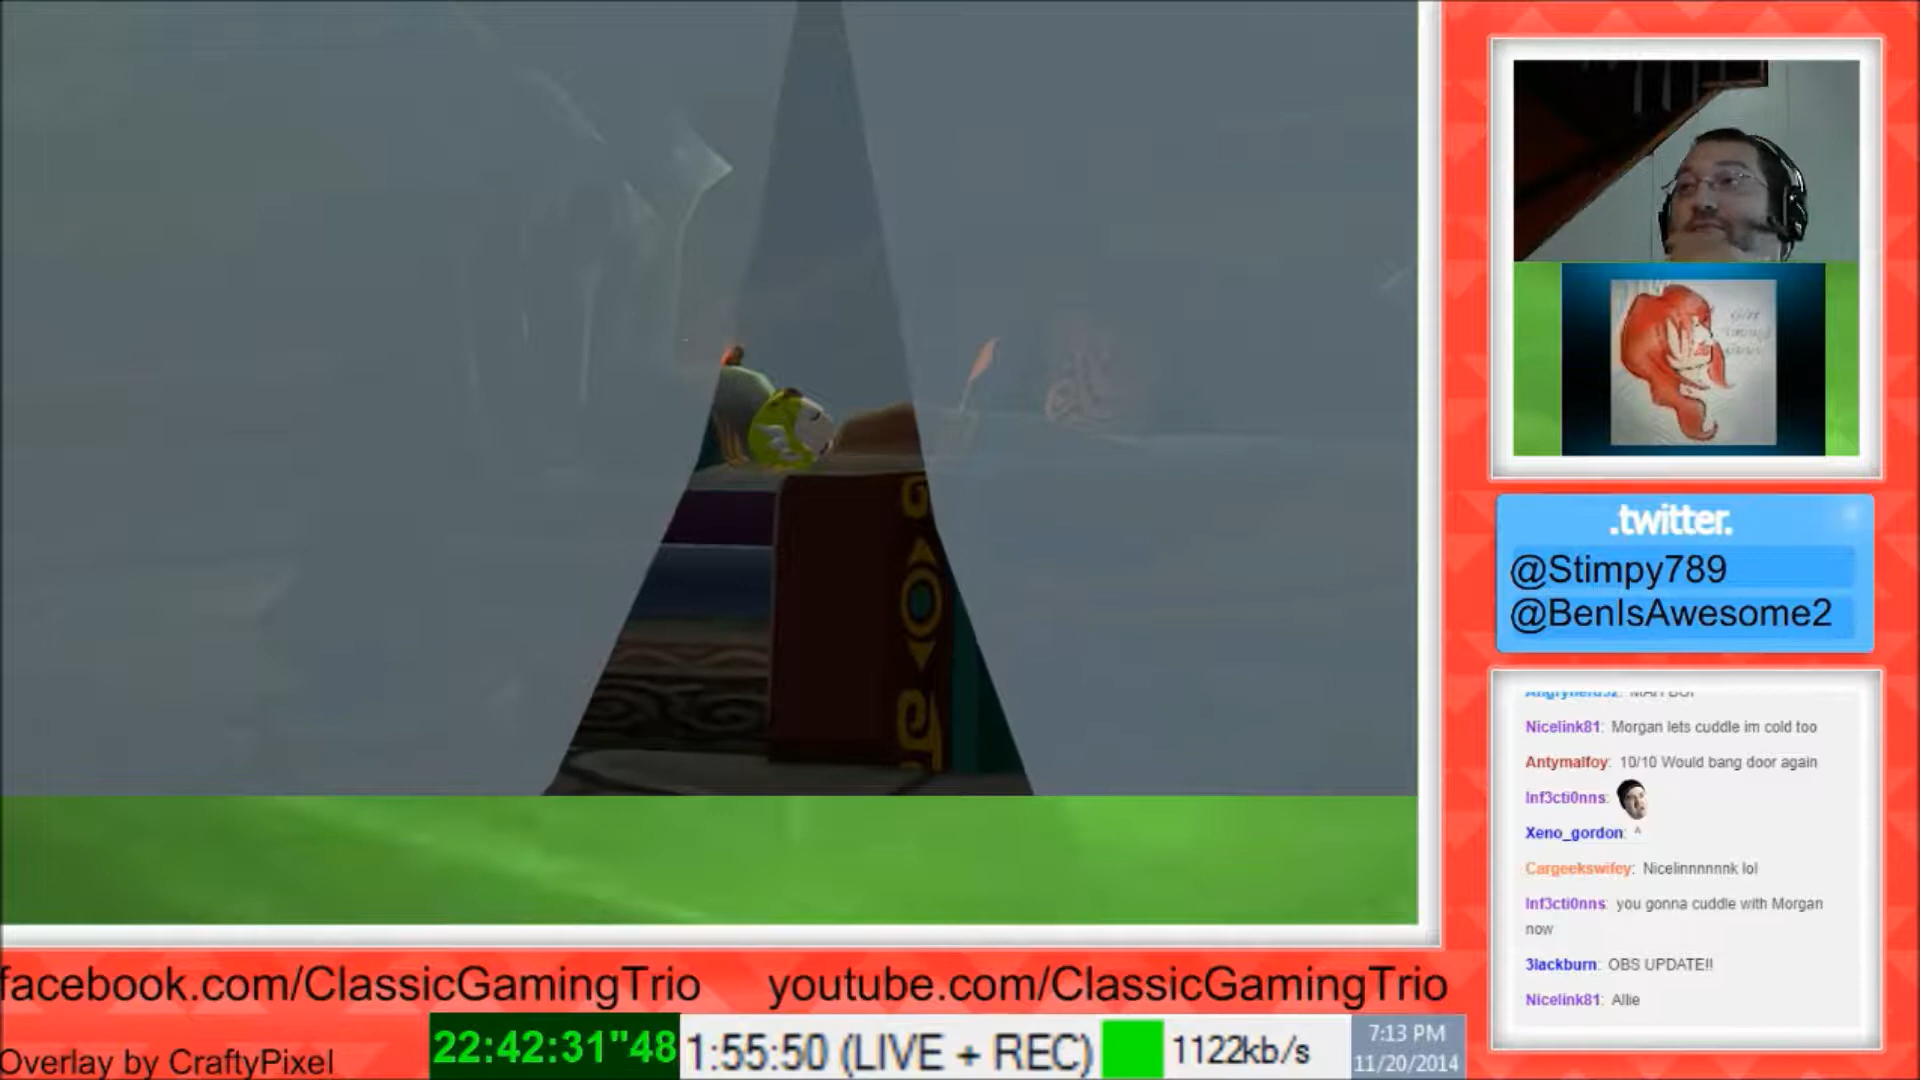 .twitter.
@Stimpy789
@BenIsAwesome2
Nicelink81: Morgan lets cuddle im cold too
Antymalfoy: 10/10 Would bang door again
Inf3cti0nns:
Xeno_gordon: ^
Cargeekswifey: Nicelinnnnnnk lol
Inf3cti0nns: you gonna cuddle with Morgan
now
3lackburn: OBS UPDATE!!
Nicelink81: Allie
facebook.com/ClassicGamingTrio
youtube.com/ClassicGamingTrio
Overlay by CraftyPixel
22:42:31"48
1:55:50 (LIVE + REC)
1122kb/s
7:13 PM
11/20/2014